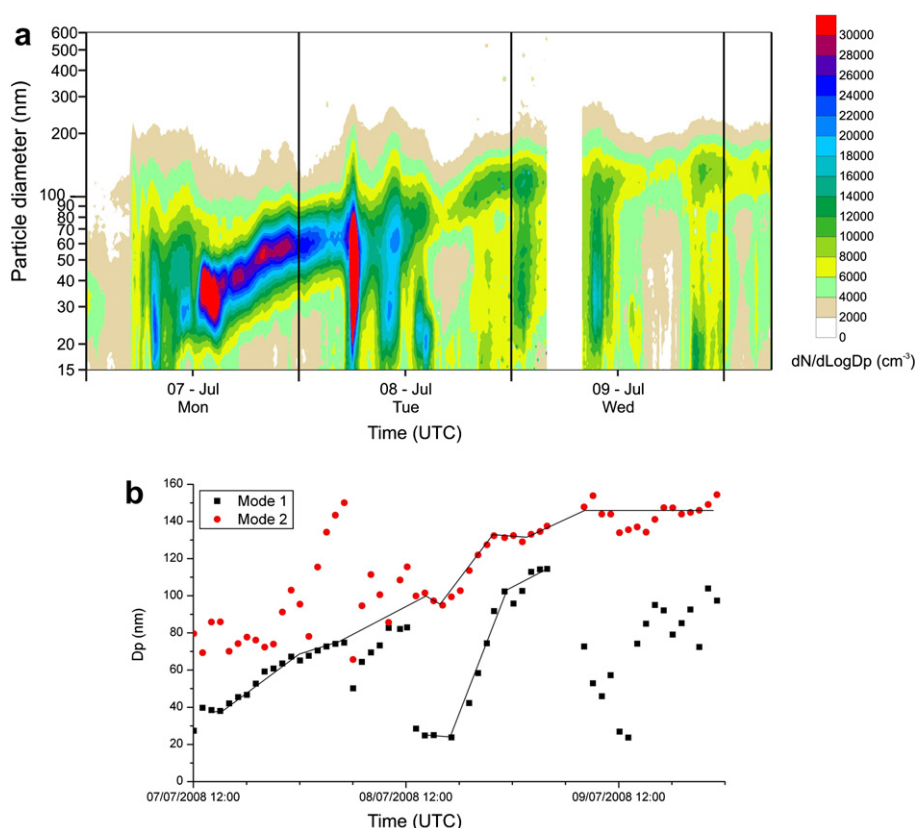 a
Particle diameter (nm)
600
500
400
300
200
100
90
80
70
60
50
40
30
20
15
07 - Jul
Mon
08 - Jul
Tue
09 - Jul
Wed
Time (UTC)
30000
28000
26000
24000
22000
20000
18000
16000
14000
12000
10000
8000
6000
4000
2000
0
dN/dLogDp (cm⁻³)
b
Dp (nm)
160
140
120
100
80
60
40
20
0
Mode 1
Mode 2
07/07/2008 12:00
08/07/2008 12:00
09/07/2008 12:00
Time (UTC)